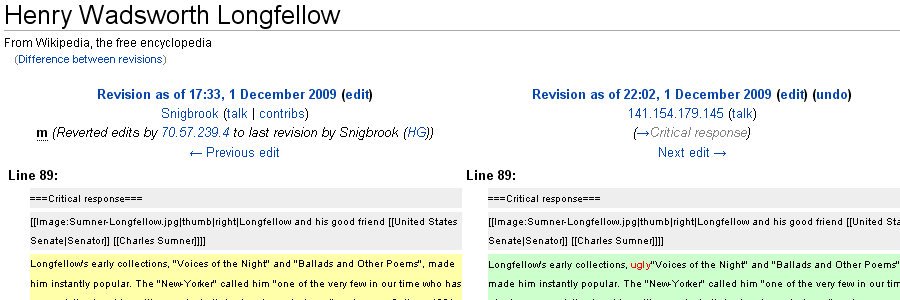 Henry Wadsworth Longfellow
From Wikipedia, the free encyclopedia
(Difference between revisions)
Revision as of 17:33, 1 December 2009 (edit)
Snigbrook (talk | contribs)
m (Reverted edits by 70.57.239.4 to last revision by Snigbrook (HG))
← Previous edit
Revision as of 22:02, 1 December 2009 (edit) (undo)
141.154.179.145 (talk)
(→Critical response)
Next edit →
Line 89:
===Critical response===
[[Image:Sumner-Longfellow.jpg|thumb|right|Longfellow and his good friend [[United States
Senate|Senator]] [[Charles Sumner]]]]
Longfellow's early collections, "Voices of the Night" and "Ballads and Other Poems", made
him instantly popular. The "New-Yorker" called him "one of the very few in our time who has
Line 89:
===Critical response===
[[Image:Sumner-Longfellow.jpg|thumb|right|Longfellow and his good friend [[United Stat
Senate|Senator]] [[Charles Sumner]]]]
Longfellow's early collections, ugly"Voices of the Night" and "Ballads and Other Poems"
made him instantly popular. The "New-Yorker" called him "one of the very few in our tim